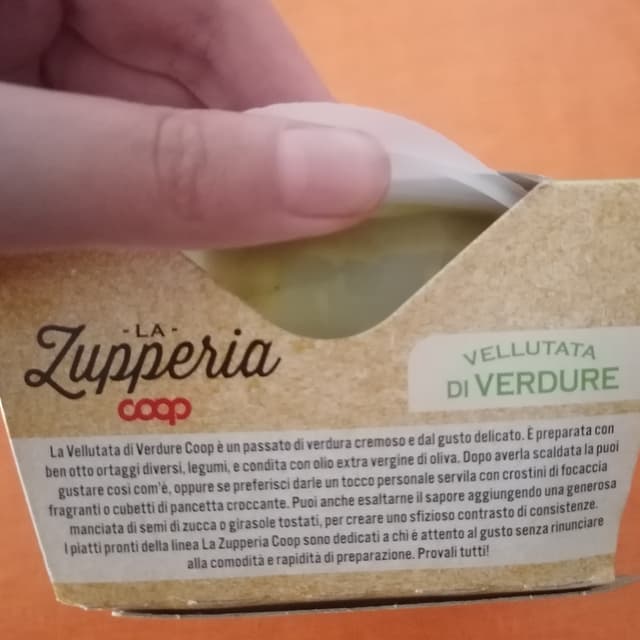 -LA-
Zupperia
coop
VELLUTATA
DI VERDURE
La Vellutata di Verdure Coop è un passato di verdura cremoso e dal gusto delicato. È preparata con
ben otto ortaggi diversi, legumi, e condita con olio extra vergine di oliva. Dopo averla scaldata la puoi
gustare così com'è, oppure se preferisci darle un tocco personale servila con crostini di focaccia
fragranti o cubetti di pancetta croccante. Puoi anche esaltarne il sapore aggiungendo una generosa
manciata di semi di zucca o girasole tostati, per creare uno sfizioso contrasto di consistenze.
I piatti pronti della linea La Zupperia Coop sono dedicati a chi è attento al gusto senza rinunciare
alla comodità e rapidità di preparazione. Provali tutti!